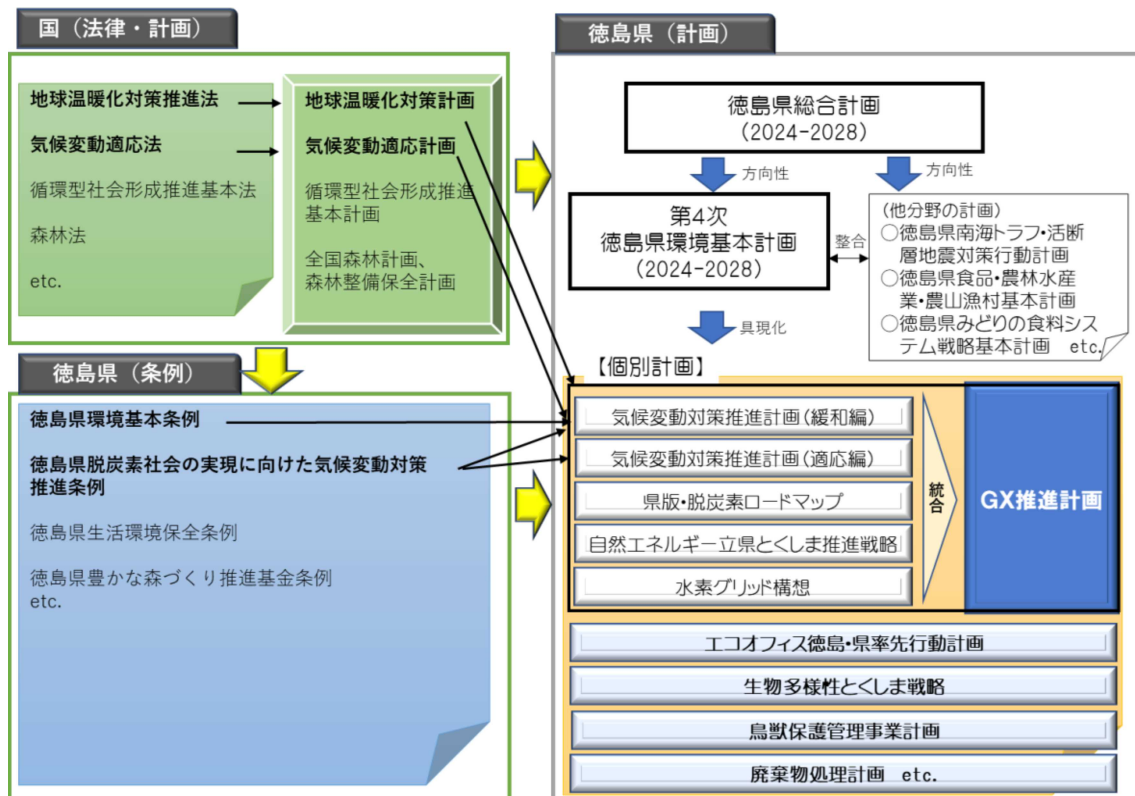 国（法律・計画）
地球温暖化対策推進法
気候変動適応法
循環型社会形成推進基本法
森林法
etc.
地球温暖化対策計画
気候変動適応計画
循環型社会形成推進
基本計画
全国森林計画、
森林整備保全計画
徳島県（条例）
徳島県環境基本条例
徳島県脱炭素社会の実現に向けた気候変動対策
推進条例
徳島県生活環境保全条例
徳島県豊かな森づくり推進基金条例
etc.
徳島県（計画）
徳島県総合計画
(2024-2028)
方向性
方向性
第4次
徳島県環境基本計画
(2024-2028)
整合
(他分野の計画)
○徳島県南海トラフ・活断
層地震対策行動計画
○徳島県食品・農林水産
業・農山漁村基本計画
○徳島県みどりの食料シス
テム戦略基本計画 etc.
具現化
【個別計画】
気候変動対策推進計画(緩和編)
気候変動対策推進計画(適応編)
県版・脱炭素ロードマップ
自然エネルギー立県とくしま推進戦略
水素グリッド構想
統合
GX推進計画
エコオフィス徳島・県率先行動計画
生物多様性とくしま戦略
鳥獣保護管理事業計画
廃棄物処理計画 etc.